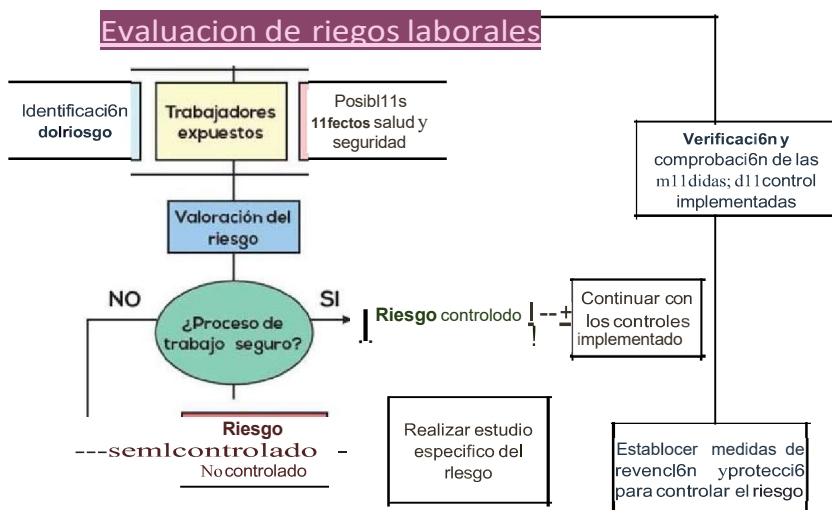 Evaluacion de riegos laborales
Identificaci6n
dolriosgo
Trabajadores
expuestos
Posibl11s
11fectos salud y
seguridad
Verificaci6n y
comprobaci6n de las
m11didas; d11control
implementadas
Valoración del
riesgo
NO
SI
¿Proceso de
trabajo seguro?
Riesgo controlodo
Continuar con
los controles
implementado
Riesgo
---semlcontrolado -
No controlado
Realizar estudio
especifico del
rlesgo
Establocer medidas de
revencl6n yprotecci6
para controlar el riesgo